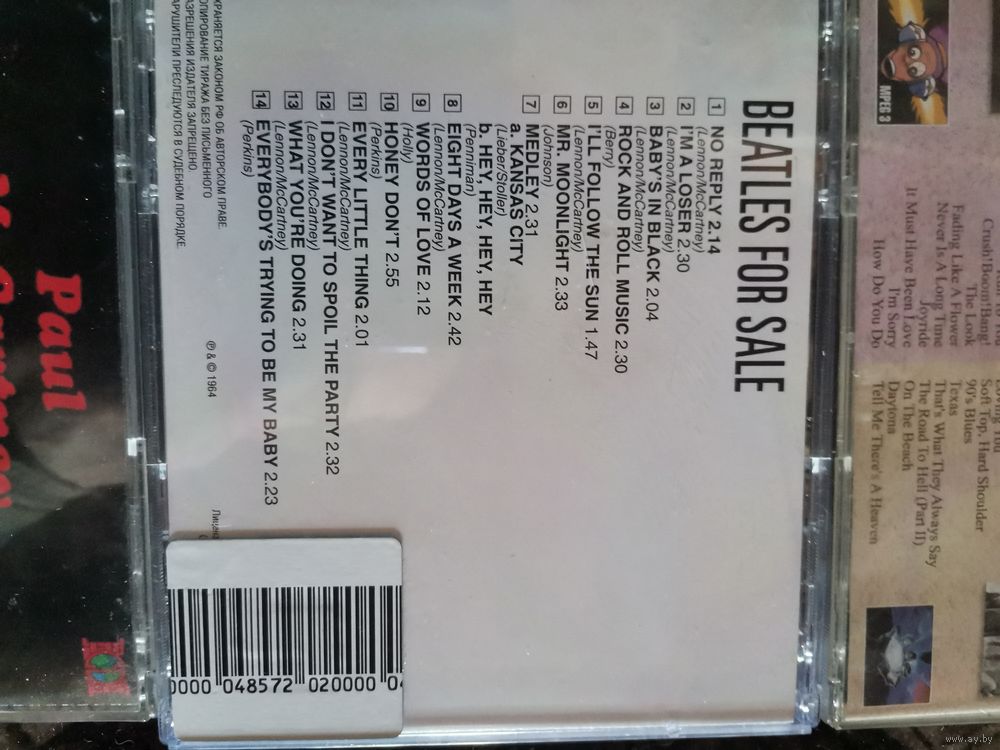 BEATLES FOR SALE
1 NO REPLY 2.14
(Lennon/McCartney)
2 I'M A LOSER 2.30
(Lennon/McCartney)
3 BABY'S IN BLACK 2.04
(Lennon/McCartney)
4 ROCK AND ROLL MUSIC 2.30
(Berry)
5 I'LL FOLLOW THE SUN 1.47
(Lennon/McCartney)
6 MR. MOONLIGHT 2.33
(Johnson)
7 MEDLEY 2.31
a. KANSAS CITY
(Lieber/Stoller)
b. HEY, HEY, HEY, HEY
(Penniman)
8 EIGHT DAYS A WEEK 2.42
(Lennon/McCartney)
9 WORDS OF LOVE 2.12
(Holly)
10 HONEY DON'T 2.55
(Perkins)
11 EVERY LITTLE THING 2.01
(Lennon/McCartney)
12 I DON'T WANT TO SPOIL THE PARTY 2.32
(Lennon/McCartney)
13 WHAT YOU'RE DOING 2.31
(Lennon/McCartney)
14 EVERYBODY'S TRYING TO BE MY BABY 2.23
(Perkins)
ЗАКОНОМ РФ ОБ АВТОРСКОМ ПРАВЕ.
ТИРАЖА БЕЗ ПИСЬМЕННОГО
ИЗДАТЕЛЯ ЗАПРЕЩЕНО.
ПРЕСЛЕДУЮТСЯ В СУДЕБНОМ ПОРЯДКЕ.
℗ & © 1964
0000 048572 020000 04
MPEG 3
Crush!Boom!Bang!
The Look
Fading Like A Flower
Never Is A Long Time
Joyride
It Must Have Been Love
I'm Sorry
How Do You Do
Soft Top, Hard Shoulder
90's Blues
Texas
That's What They Always Say
The Road To Hell (Part II)
On The Beach
Daytona
Tell Me There's A Heaven
Paul
www.ay.by